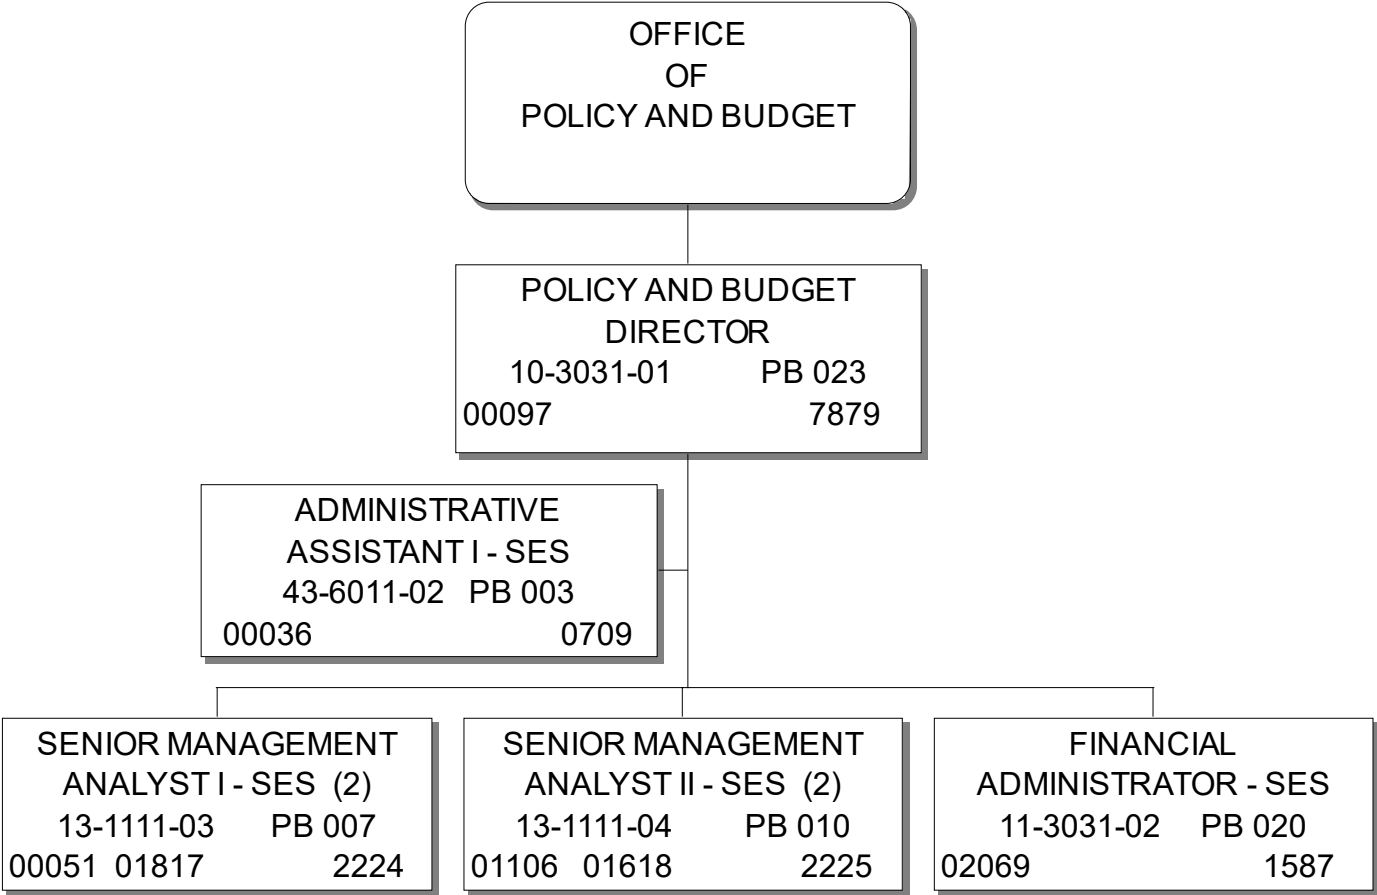 OFFICE
OF
POLICY AND BUDGET
POLICY AND BUDGET
DIRECTOR
10-3031-01 PB 023
00097 7879
ADMINISTRATIVE
ASSISTANT I - SES
43-6011-02 PB 003
00036 0709
SENIOR MANAGEMENT
ANALYST I - SES (2)
13-1111-03 PB 007
00051 01817 2224
SENIOR MANAGEMENT
ANALYST II - SES (2)
13-1111-04 PB 010
01106 01618 2225
FINANCIAL
ADMINISTRATOR - SES
11-3031-02 PB 020
02069 1587